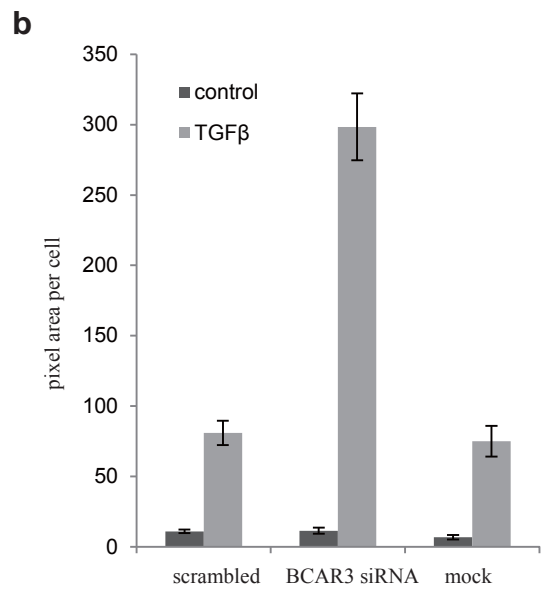 b
350
300
250
200
150
100
50
0
pixel area per cell
control
TGFβ
scrambled BCAR3 siRNA mock